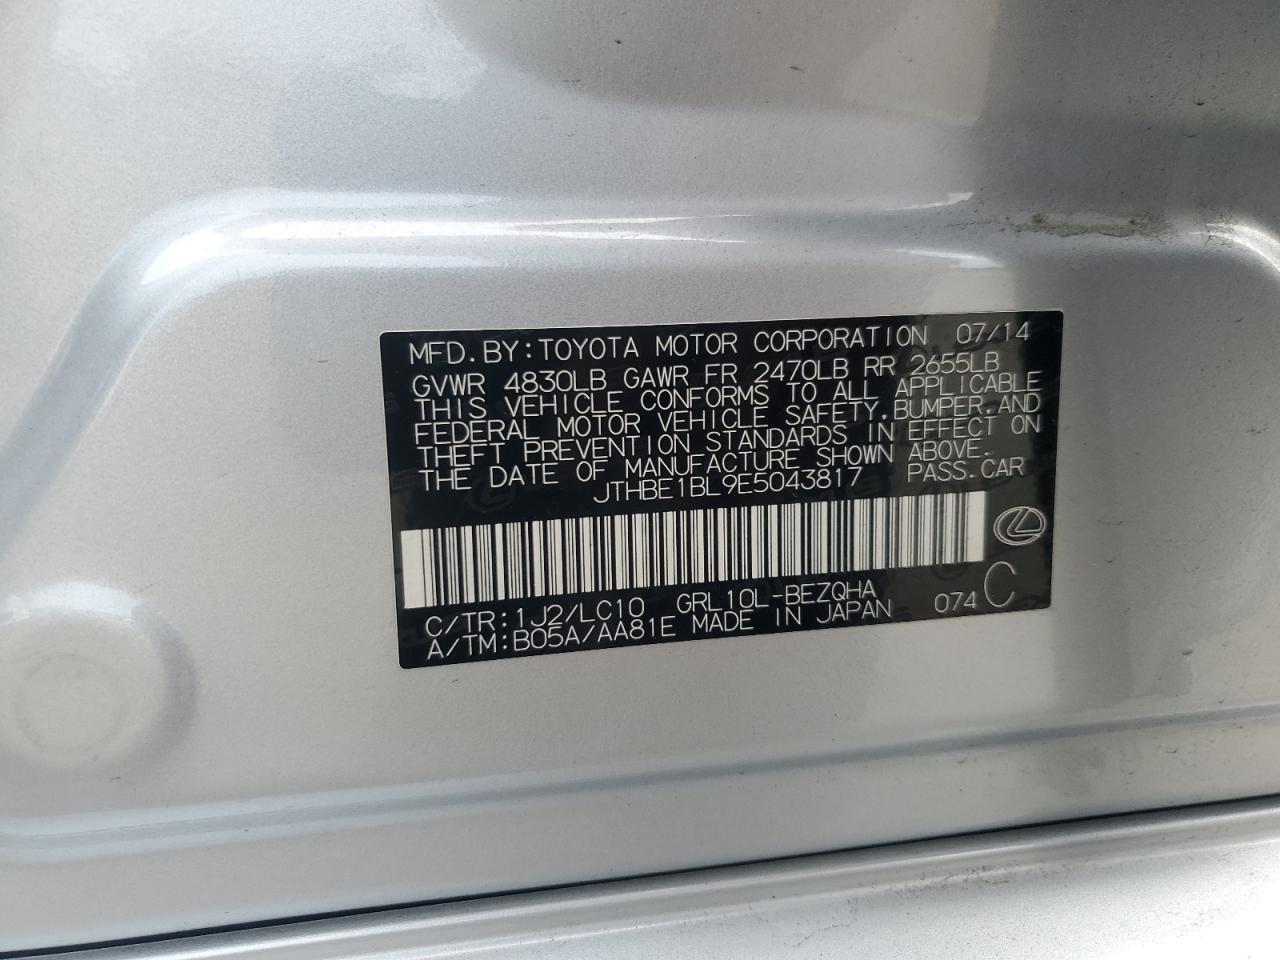 MFD.BY:TOYOTA MOTOR CORPORATION 07/14
GVWR 4830LB GAWR FR 2470LB RR 2655LB
THIS VEHICLE CONFORMS TO ALL APPLICABLE
FEDERAL MOTOR VEHICLE SAFETY,BUMPER,AND
THEFT PREVENTION STANDARDS IN EFFECT ON
THE DATE OF MANUFACTURE SHOWN ABOVE.
JTHBE1BL9E5043817 PASS.CAR
C/TR:1J2/LC10 GRL10L-BEZQHA
A/TM:B05A/AA81E MADE IN JAPAN 074 C